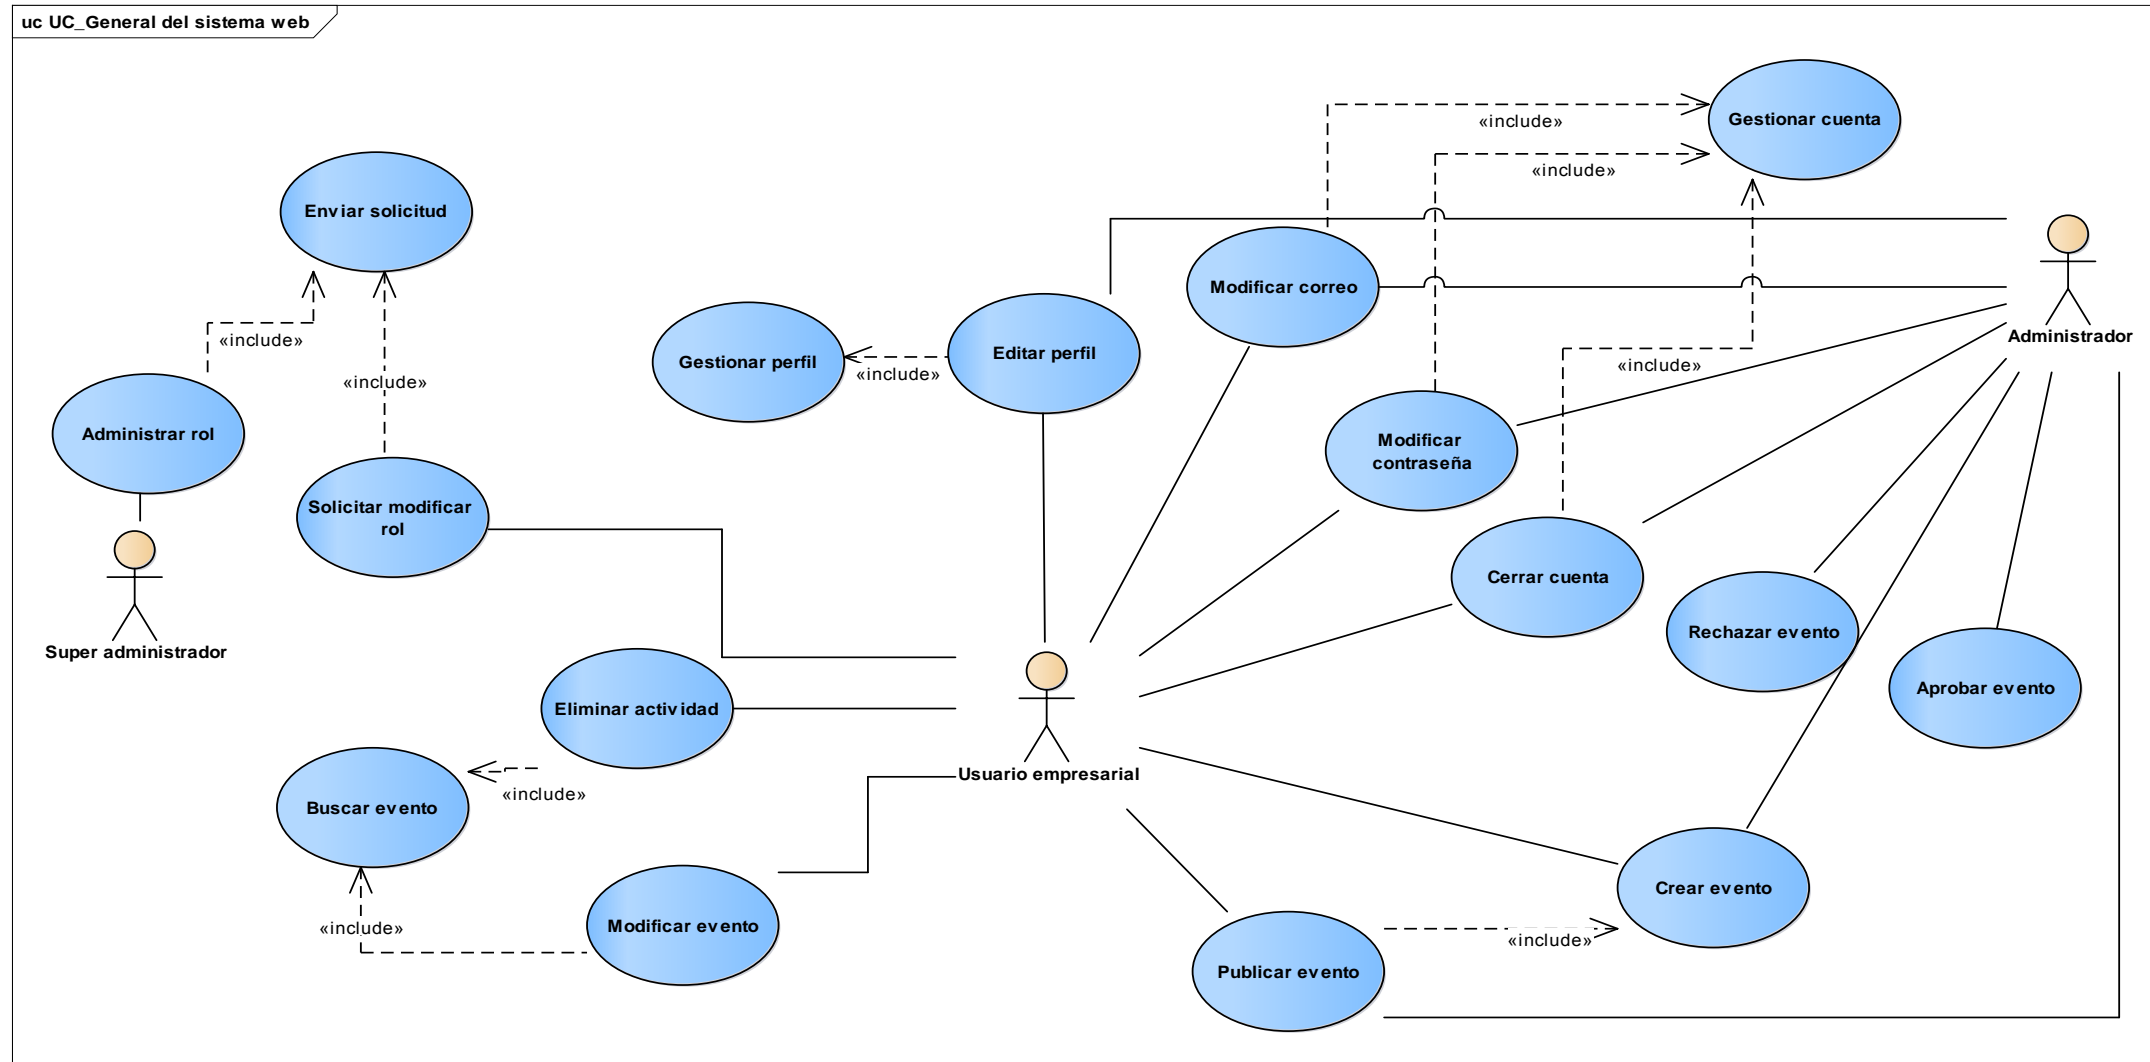 uc UC_General del sistema web
Gestionar cuenta
«include»
«include»
Enviar solicitud
Modificar correo
Administrador
«include»
Gestionar perfil
Editar perfil
«include»
«include»
«include»
Administrar rol
Modificar
contraseña
Solicitar modificar
rol
Cerrar cuenta
Rechazar evento
Super administrador
Aprobar evento
Eliminar actividad
Usuario empresarial
«include»
Buscar evento
Crear evento
Modificar evento
«include»
«include»
Publicar evento